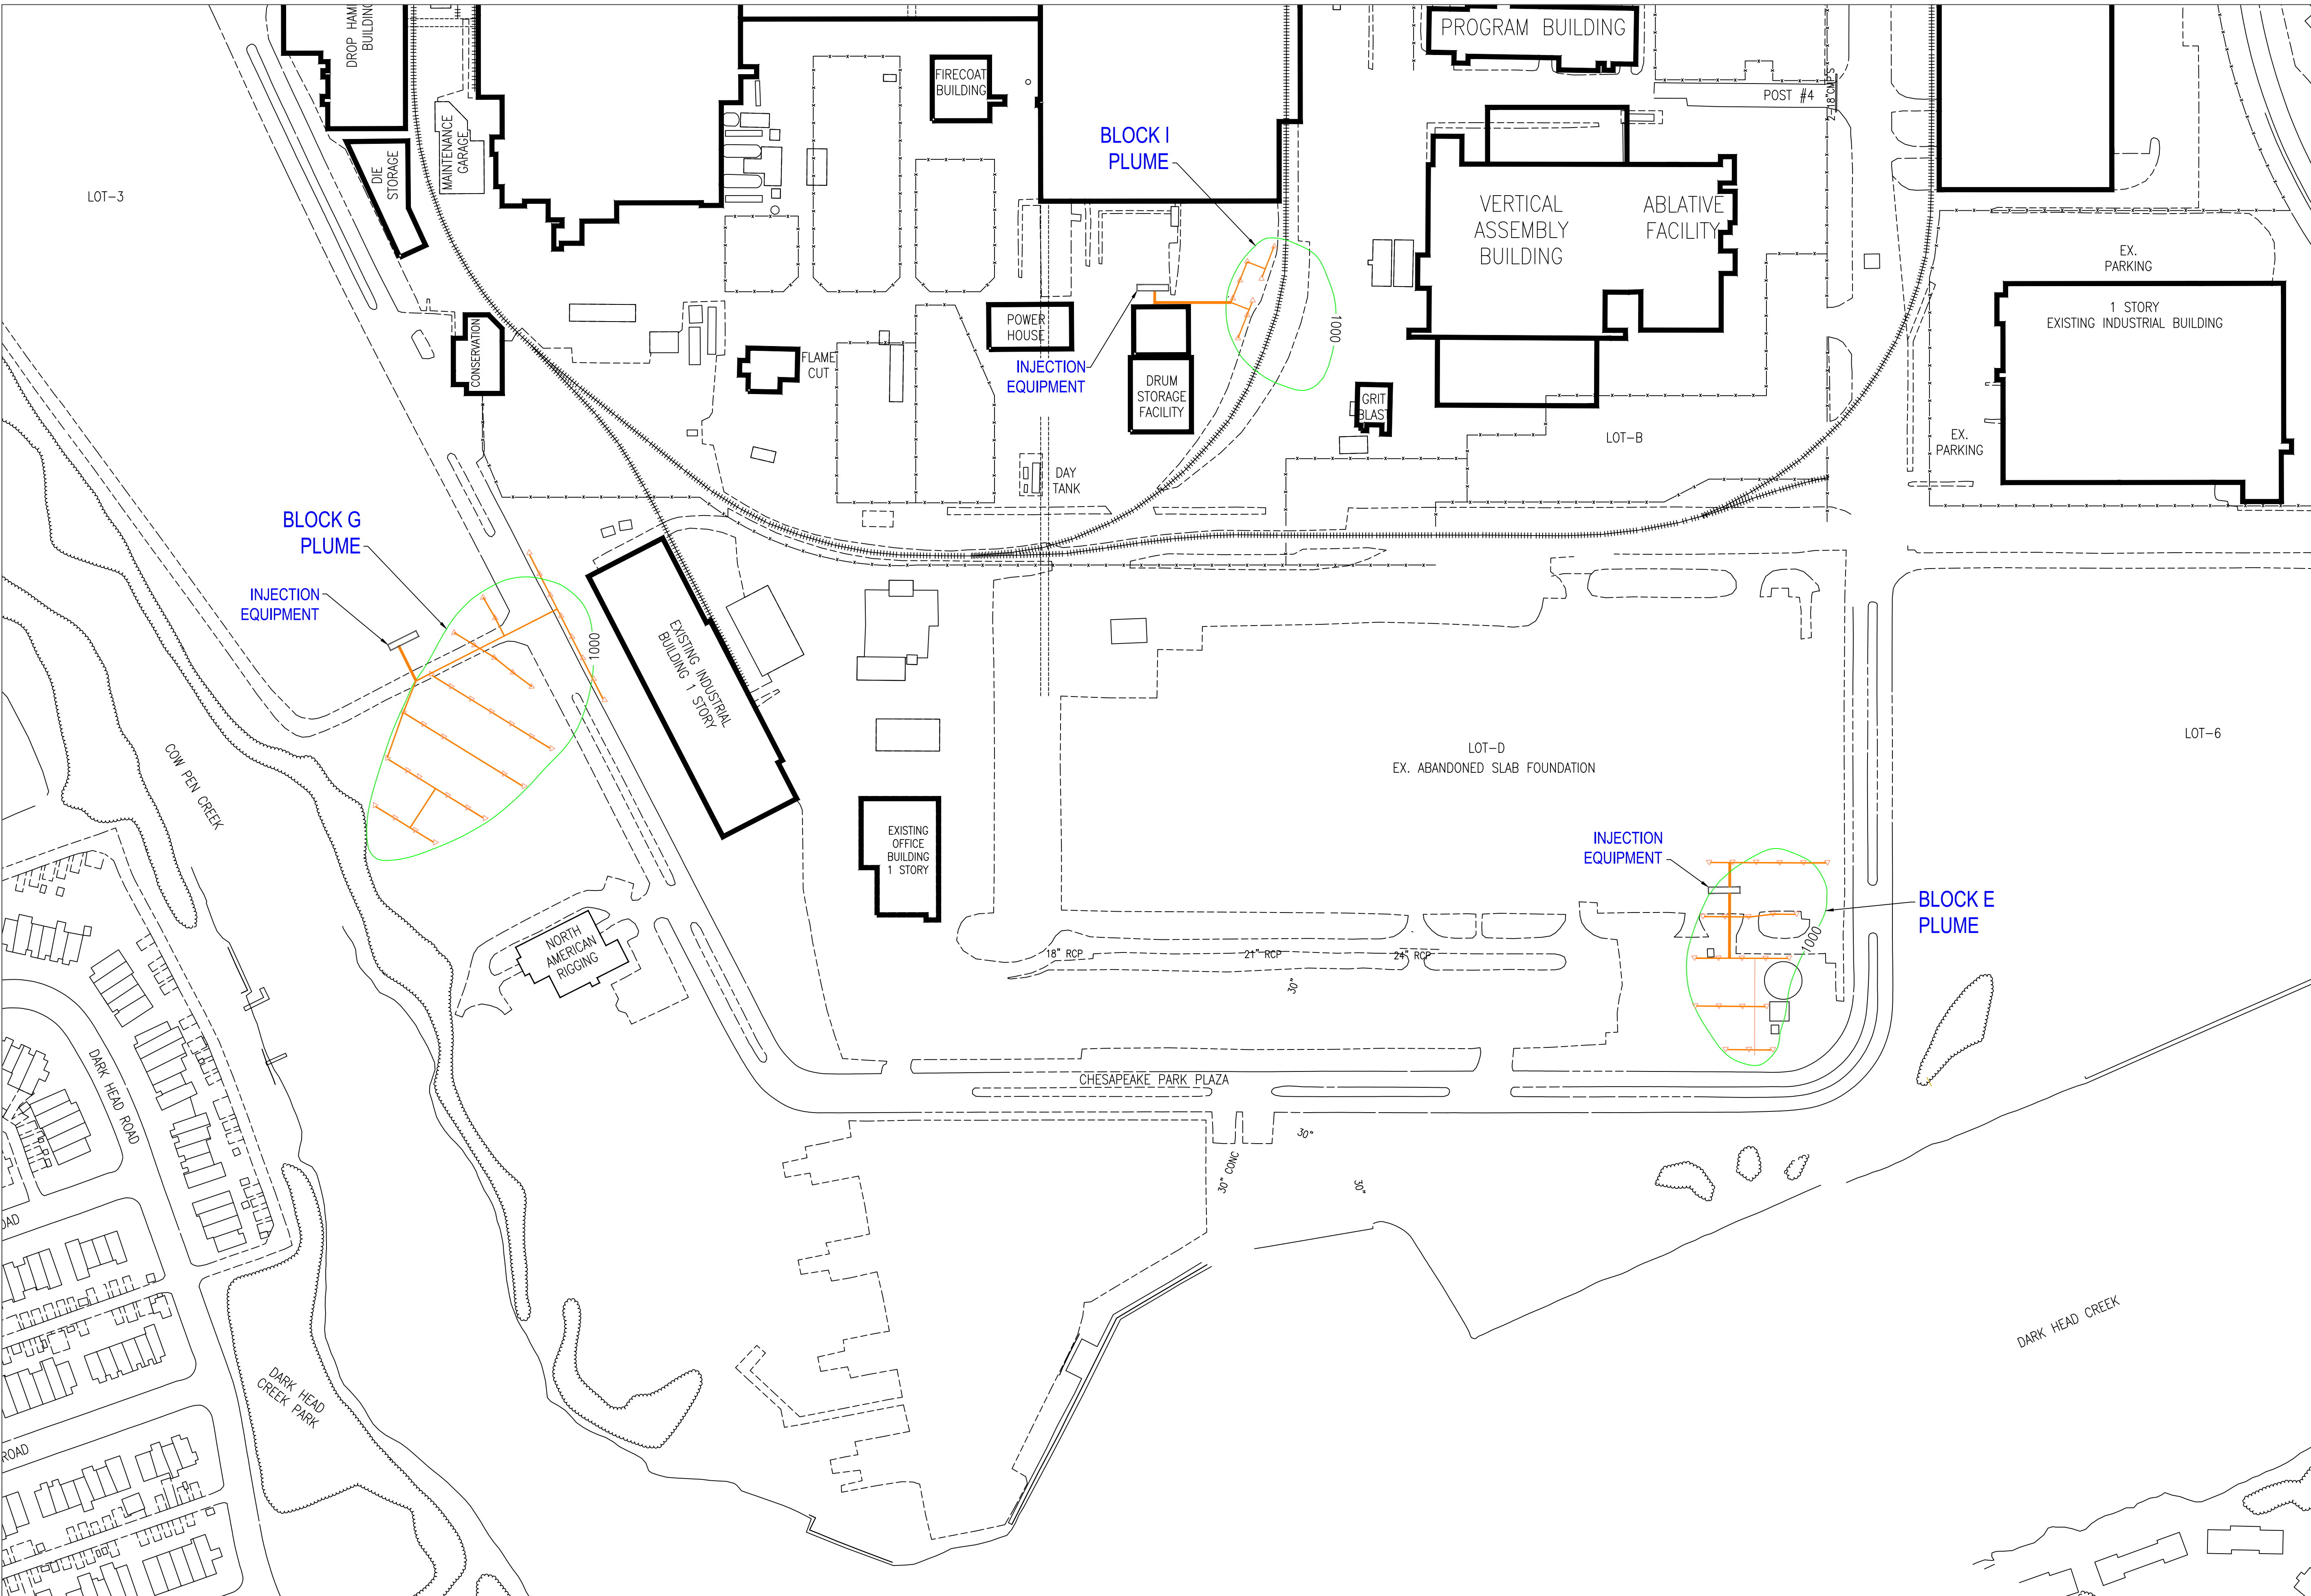 DROP HAM
BUILDING
PROGRAM BUILDING
FIRECOAT
BUILDING
POST #4
2-18"CMP'S
MAINTENANCE
GARAGE
DIE
STORAGE
BLOCK I
PLUME
LOT-3
VERTICAL
ASSEMBLY
BUILDING
ABLATIVE
FACILITY
EX.
PARKING
1 STORY
EXISTING INDUSTRIAL BUILDING
CONSERVATION
POWER
HOUSE
1000
FLAME
CUT
INJECTION
EQUIPMENT
DRUM
STORAGE
FACILITY
GRIT
BLAST
LOT-B
EX.
PARKING
DAY
TANK
BLOCK G
PLUME
INJECTION
EQUIPMENT
1000
EXISTING INDUSTRIAL
BUILDING 1 STORY
COW PEN CREEK
LOT-D
EX. ABANDONED SLAB FOUNDATION
LOT-6
EXISTING
OFFICE
BUILDING
1 STORY
INJECTION
EQUIPMENT
BLOCK E
PLUME
1000
NORTH
AMERICAN
RIGGING
18" RCP
21" RCP
24" RCP
30"
CHESAPEAKE PARK PLAZA
DARK HEAD ROAD
30"
30" CONC
30"
OAD
DARK HEAD CREEK
DARK HEAD
CREEK PARK
ROAD